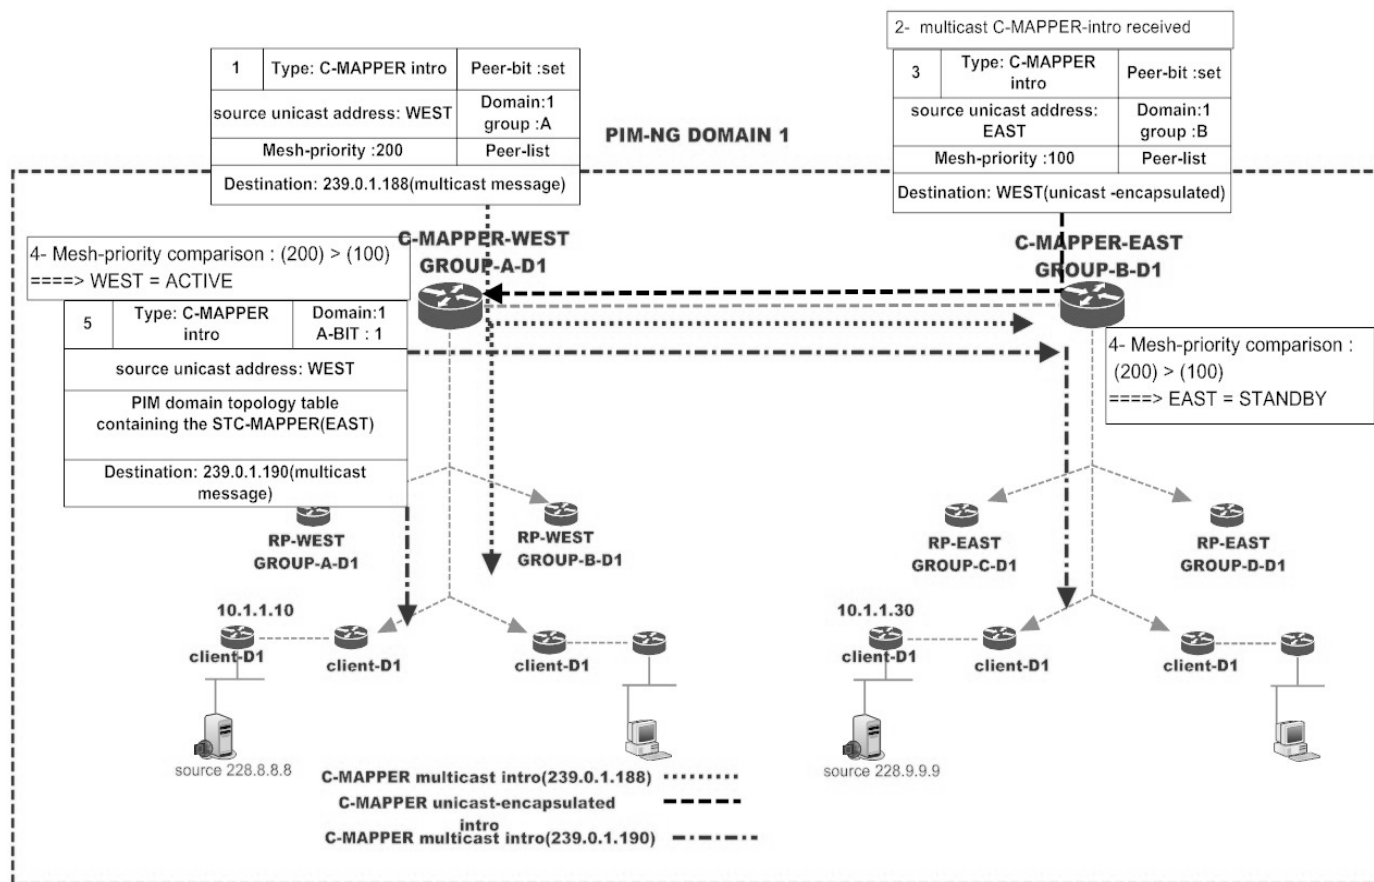 2- multicast C-MAPPER-intro received
1 Type: C-MAPPER intro Peer-bit :set
source unicast address: WEST Domain:1
group :A
Mesh-priority :200 Peer-list
Destination: 239.0.1.188(multicast message)
3 Type: C-MAPPER
intro Peer-bit :set
source unicast address:
EAST Domain:1
group :B
Mesh-priority :100 Peer-list
Destination: WEST(unicast -encapsulated)
PIM-NG DOMAIN 1
C-MAPPER-WEST
GROUP-A-D1
C-MAPPER-EAST
GROUP-B-D1
4- Mesh-priority comparison : (200) > (100)
====> WEST = ACTIVE
5 Type: C-MAPPER
intro Domain:1
A-BIT : 1
source unicast address: WEST
PIM domain topology table
containing the STC-MAPPER(EAST)
Destination: 239.0.1.190(multicast
message)
4- Mesh-priority comparison :
(200) > (100)
====> EAST = STANDBY
RP-WEST
GROUP-A-D1
RP-WEST
GROUP-B-D1
RP-EAST
GROUP-C-D1
RP-EAST
GROUP-D-D1
10.1.1.10
client-D1
client-D1
client-D1
10.1.1.30
client-D1
client-D1
client-D1
source 228.8.8.8
source 228.9.9.9
C-MAPPER multicast intro(239.0.1.188)
C-MAPPER unicast-encapsulated
intro
C-MAPPER multicast intro(239.0.1.190)